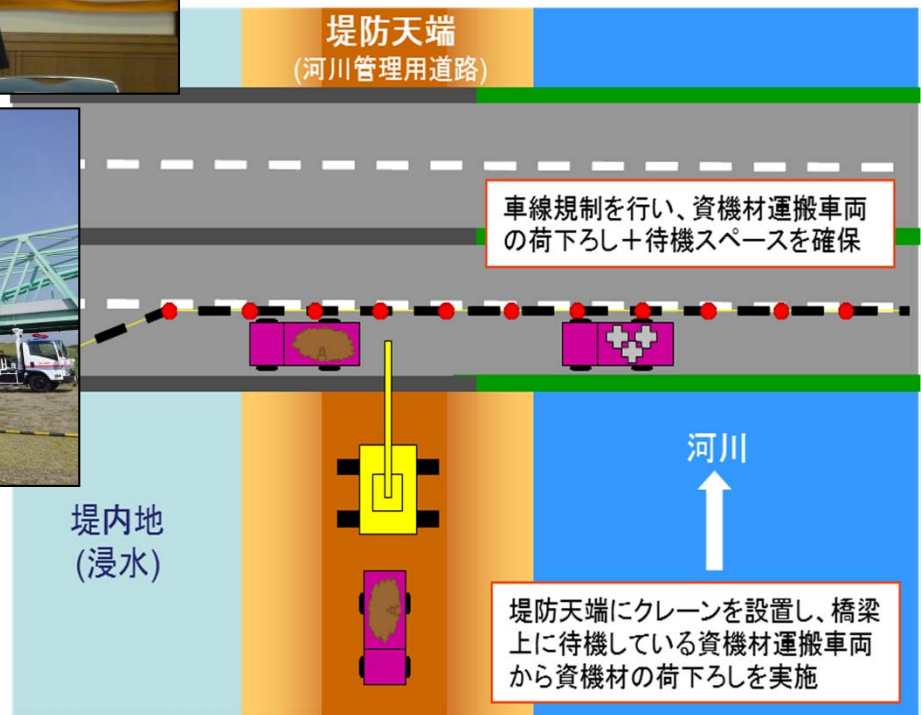 堤防天端
(河川管理用道路)
車線規制を行い、資機材運搬車両
の荷下ろし＋待機スペースを確保
河川
堤内地
(浸水)
堤防天端にクレーンを設置し、橋梁
上に待機している資機材運搬車両
から資機材の荷下ろしを実施